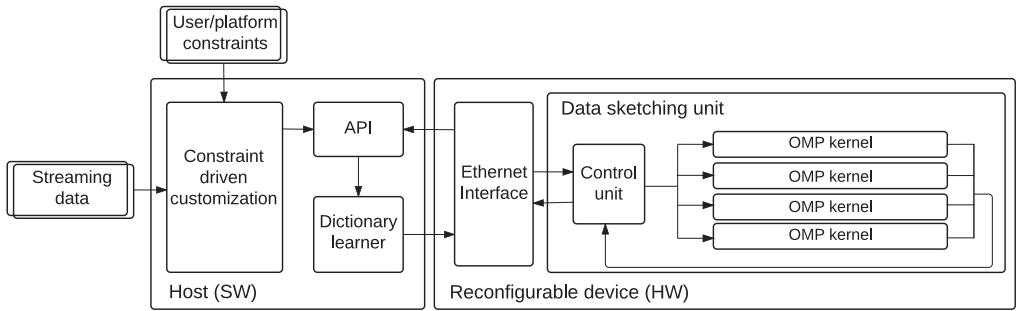 User/platform
constraints
Streaming
data
Constraint
driven
customization
API
Dictionary
learner
Host (SW)
Ethernet
Interface
Data sketching unit
Control
unit
OMP kernel
OMP kernel
OMP kernel
OMP kernel
Reconfigurable device (HW)